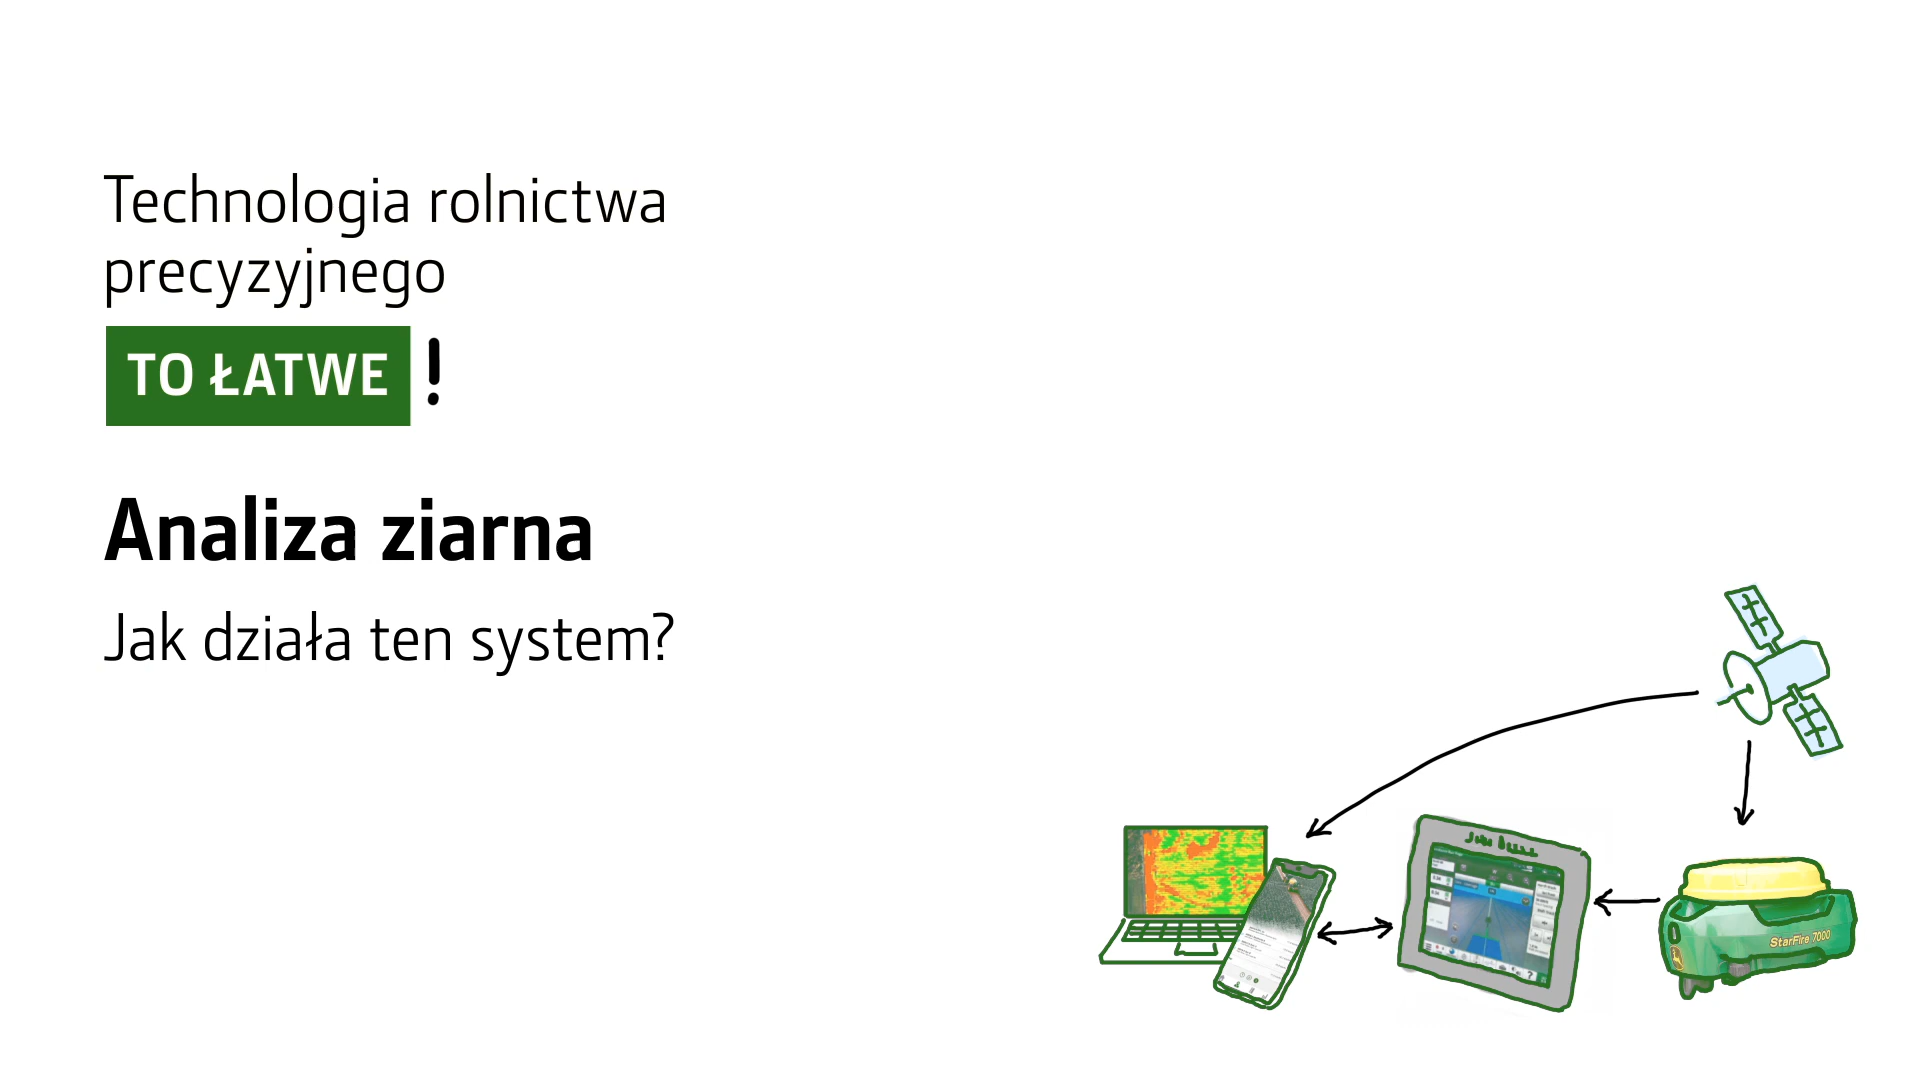 Technologia rolnictwa
precyzyjnego
TO ŁATWE!
Analiza ziarna
Jak działa ten system?
StarFire 7000